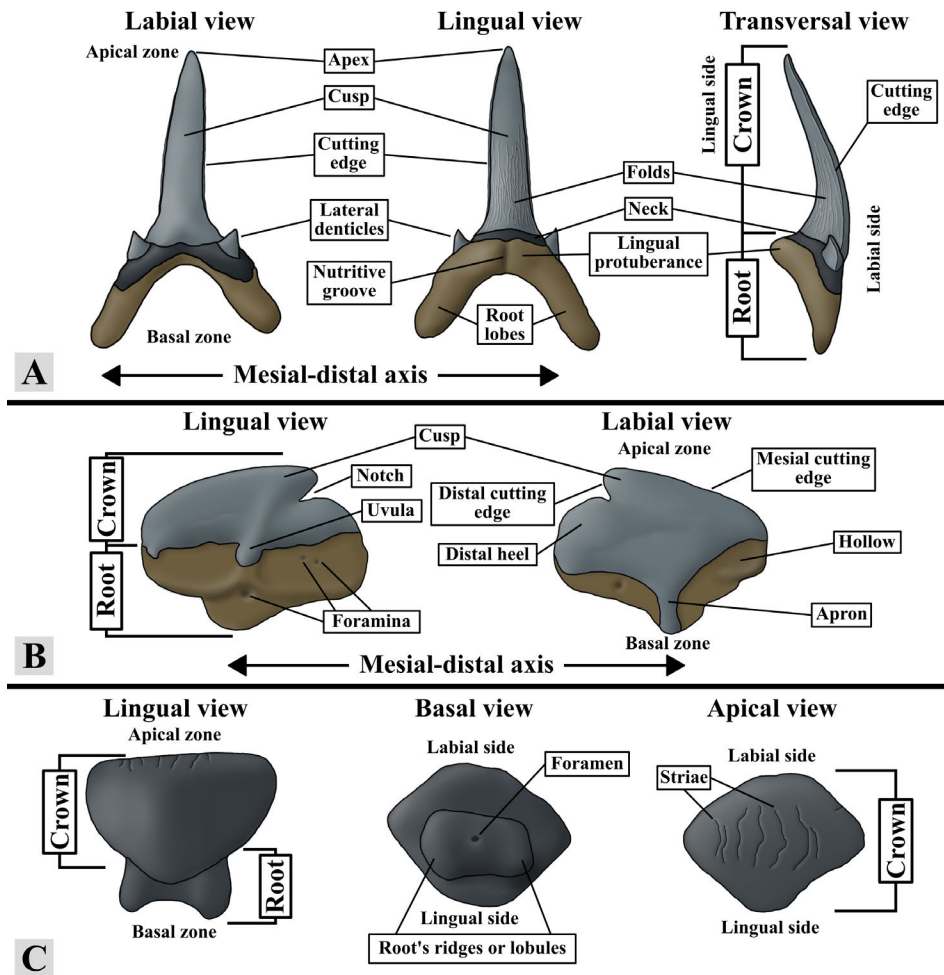 Labial view
Lingual view
Transversal view
Apical zone
Apex
Cusp
Cutting
edge
Lateral
denticles
Nutritive
groove
Root
lobes
Basal zone
Folds
Neck
Lingual
protuberance
Lingual side
Crown
Root
Cutting
edge
Labial side
A
Mesial-distal axis
Lingual view
Labial view
Crown
Root
Cusp
Notch
Uvula
Foramina
Apical zone
Distal cutting
edge
Distal heel
Mesial cutting
edge
Hollow
Apron
Basal zone
B
Mesial-distal axis
Lingual view
Basal view
Apical view
Apical zone
Crown
Root
Basal zone
Labial side
Foramen
Lingual side
Root's ridges or lobules
Labial side
Striae
Crown
Lingual side
C